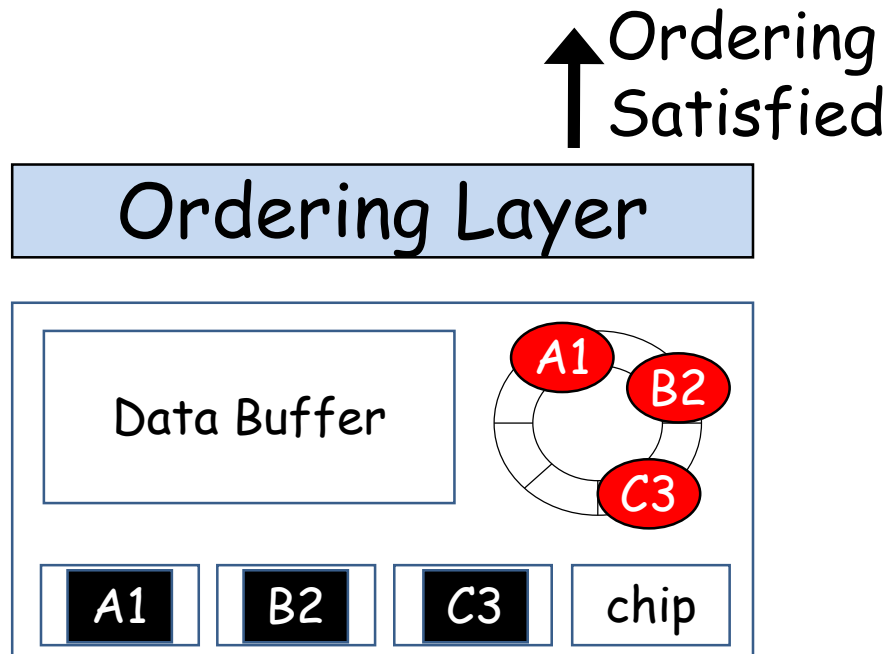 Ordering
Satisfied
Ordering Layer
Data Buffer
A1
B2
C3
A1
B2
C3
chip